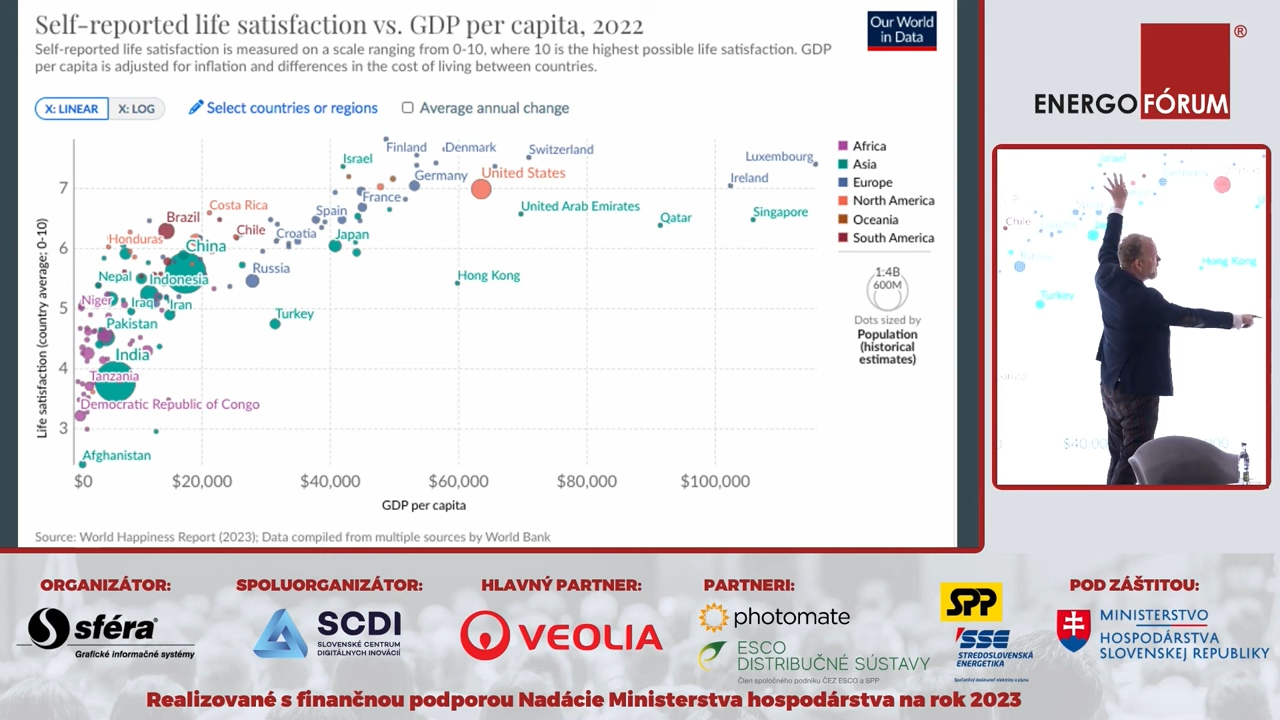 Self-reported life satisfaction vs. GDP per capita, 2022
Self-reported life satisfaction is measured on a scale ranging from 0-10, where 10 is the highest possible life satisfaction. GDP
per capita is adjusted for inflation and differences in the cost of living between countries.
Our World
in Data
X: LINEAR
X: LOG
Select countries or regions
Average annual change
Life satisfaction (country average; 0-10)
7
6
5
4
3
Finland
Denmark
Switzerland
Luxembourg
Israel
Germany
United States
Ireland
France
Costa Rica
Spain
United Arab Emirates
Qatar
Singapore
Brazil
Chile
Croatia
Japan
Honduras
China
Russia
Hong Kong
Nepal
Indonesia
Niger
Iraq
Iran
Turkey
Pakistan
India
Tanzania
Democratic Republic of Congo
Afghanistan
$0
$20,000
$40,000
$60,000
$80,000
$100,000
GDP per capita
Africa
Asia
Europe
North America
Oceania
South America
1:4B
600M
Dots sized by
Population
(historical
estimates)
Source: World Happiness Report (2023); Data compiled from multiple sources by World Bank
ENERGOFÓRUM®
Israel
Chile
Hong Kong
Turkey
$40,00
ORGANIZÁTOR:
sféra®
Grafické informačné systémy
SPOLUORGANIZÁTOR:
SCDI
SLOVENSKÉ CENTRUM
DIGITÁLNYCH INOVÁCIÍ
HLAVNÝ PARTNER:
VEOLIA
PARTNERI:
photomate
ESCO
DISTRIBUČNÉ SÚSTAVY
Člen spoločného podniku ČEZ ESCO a SPP
SPP
SSE
STREDOSLOVENSKÁ
ENERGETIKA
POD ZÁŠTITOU:
MINISTERSTVO
HOSPODÁRSTVA
SLOVENSKEJ REPUBLIKY
Realizované s finančnou podporou Nadácie Ministerstva hospodárstva na rok 2023